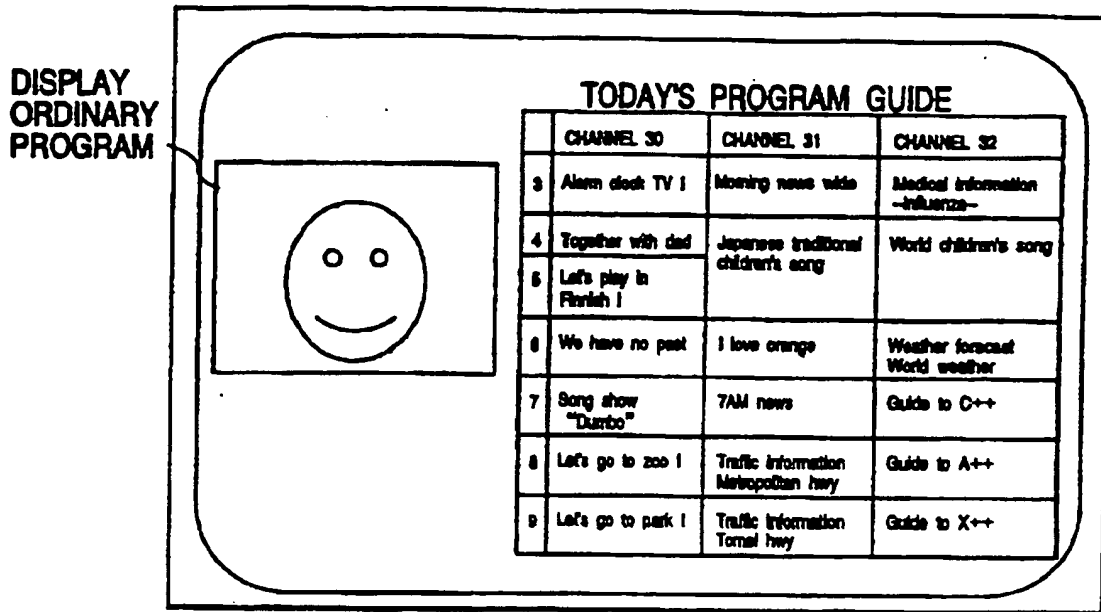 DISPLAY
ORDINARY
PROGRAM
TODAY'S PROGRAM GUIDE
CHANNEL 30 CHANNEL 31 CHANNEL 32
3 Alarm clock TV ! Morning news wide Medical information
-Influenza-
4 Together with dad Japanese traditional World children's song
children's song
5 Let's play in
Finnish !
6 We have no past I love orange Weather forecast
World weather
7 Song show 7AM news Guide to C++
"Dumbo"
8 Let's go to zoo ! Traffic information Guide to A++
Metropolitan hwy
9 Let's go to park ! Traffic information Guide to X++
Tomei hwy